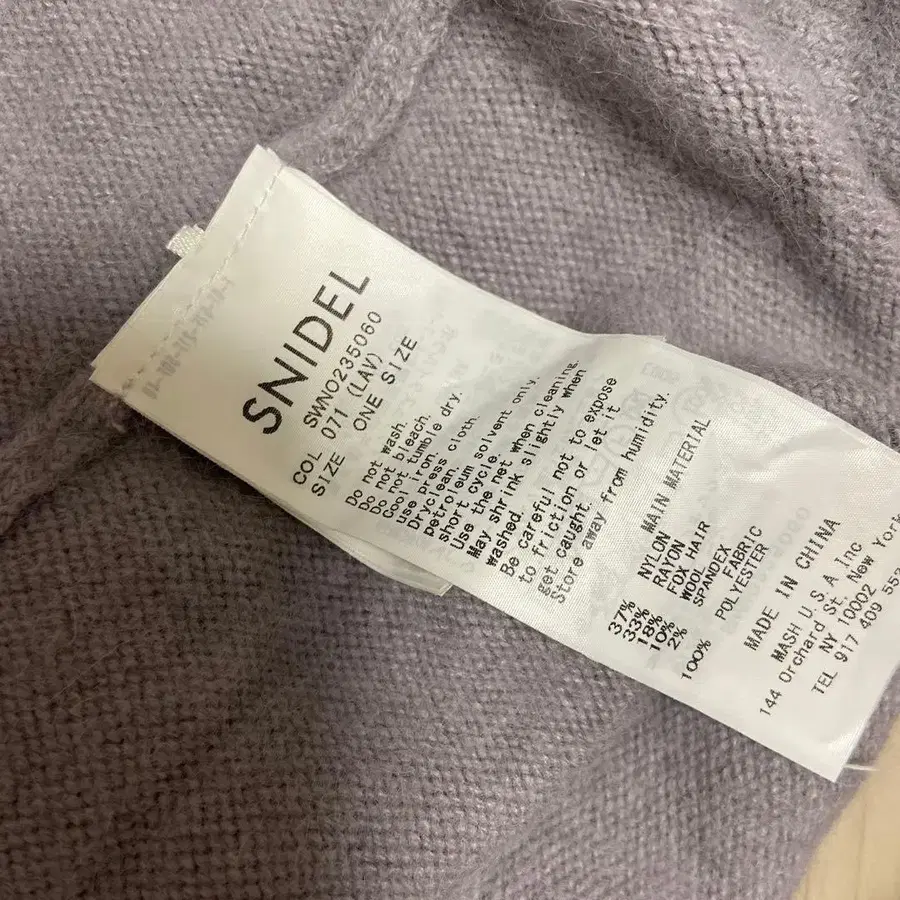 SNIDEL
SWNO235060
COL 071 (LAV)
SIZE ONE SIZE
Do not wash.
Do not bleach.
Do not tumble dry.
Cool iron.
use press cloth
Dryclean.
petroleum solvent only.
short cycle.
Use the net when cleaning.
May shrink slightly when
washed.
Be careful not to expose
to friction or let it
get caught.
Store away from humidity.
MAIN MATERIAL
37% NYLON
33% RAYON
18% FOX HAIR
10% WOOL
2% SPANDEX
FABRIC
100% POLYESTER
MADE IN CHINA
MASH U.S.A Inc
144 Orchard St. New York
NY 10002
TEL 917 409 553